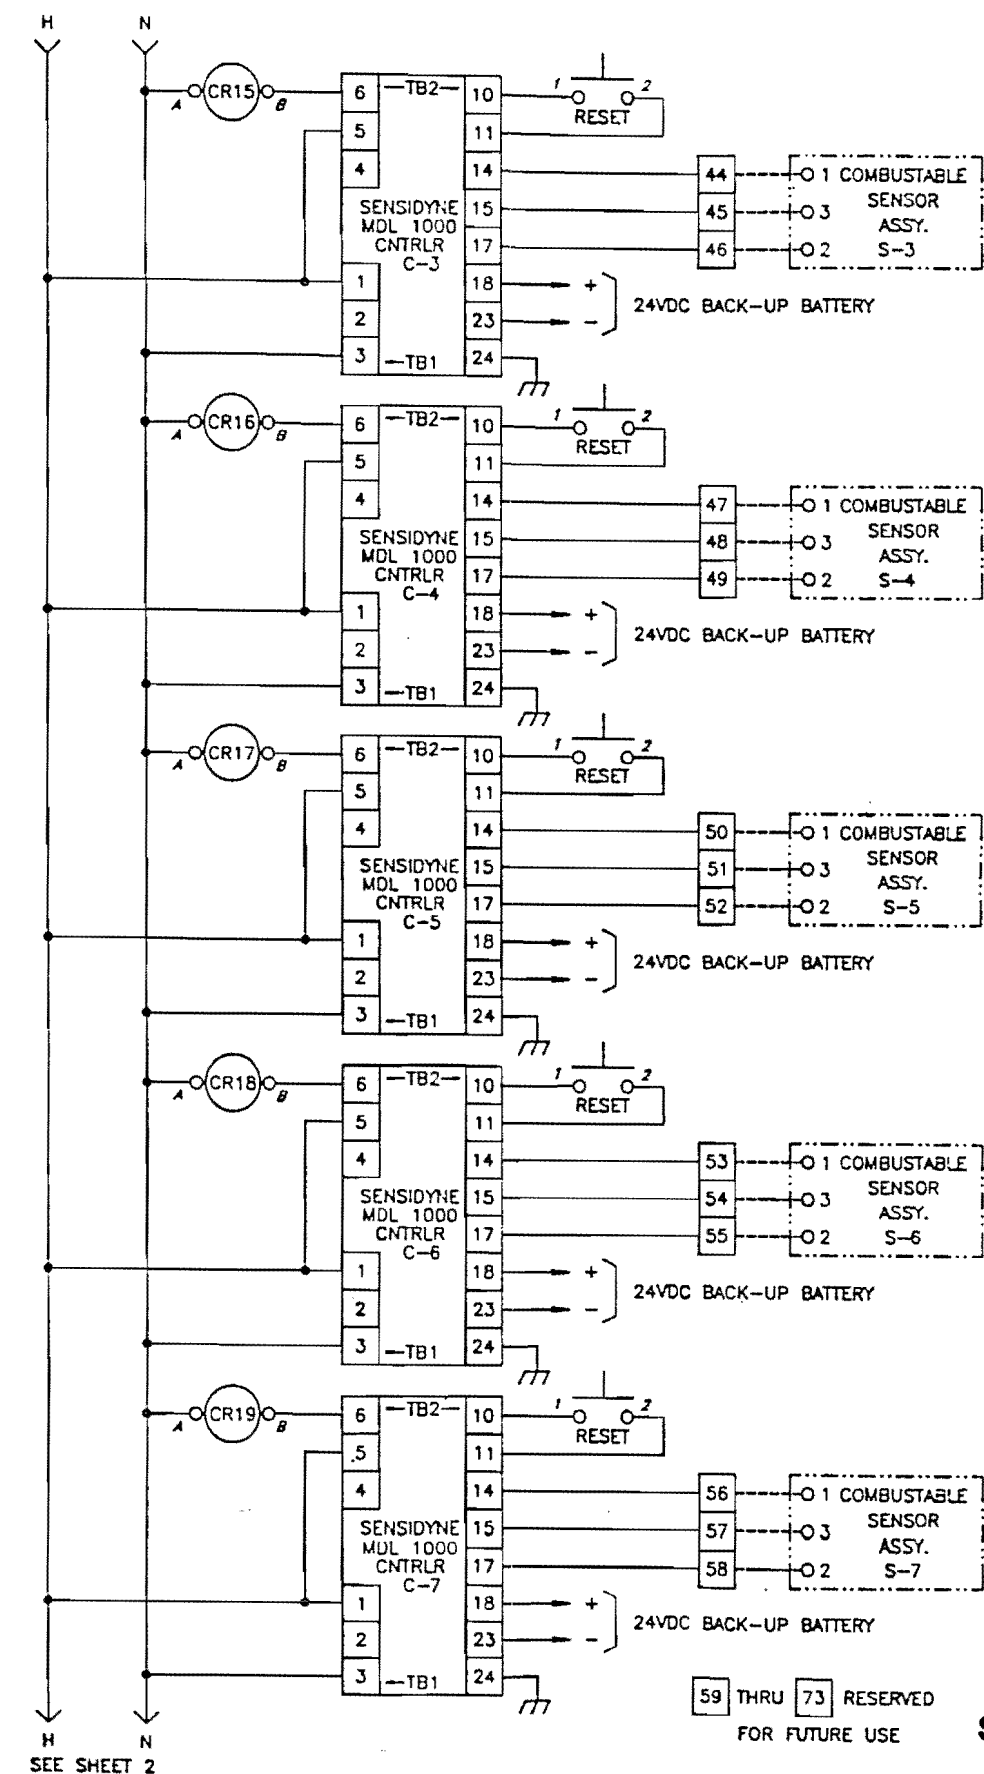 H N
A CR15 B 6 TB2 10 1 2
RESET
5 11
4 14 44 1 COMBUSTABLE
SENSIDYNE 15 45 3 SENSOR
MDL 1000 ASSY.
CNTRLR 17 46 2 S-3
C-3
1 18 +
24VDC BACK-UP BATTERY
2 23 -
3 TB1 24
A CR16 B 6 TB2 10 1 2
RESET
5 11
4 14 47 1 COMBUSTABLE
SENSIDYNE 15 48 3 SENSOR
MDL 1000 ASSY.
CNTRLR 17 49 2 S-4
C-4
1 18 +
24VDC BACK-UP BATTERY
2 23 -
3 TB1 24
A CR17 B 6 TB2 10 1 2
RESET
5 11
4 14 50 1 COMBUSTABLE
SENSIDYNE 15 51 3 SENSOR
MDL 1000 ASSY.
CNTRLR 17 52 2 S-5
C-5
1 18 +
24VDC BACK-UP BATTERY
2 23 -
3 TB1 24
A CR18 B 6 TB2 10 1 2
RESET
5 11
4 14 53 1 COMBUSTABLE
SENSIDYNE 15 54 3 SENSOR
MDL 1000 ASSY.
CNTRLR 17 55 2 S-6
C-6
1 18 +
24VDC BACK-UP BATTERY
2 23 -
3 TB1 24
A CR19 B 6 TB2 10 1 2
RESET
5 11
4 14 56 1 COMBUSTABLE
SENSIDYNE 15 57 3 SENSOR
MDL 1000 ASSY.
CNTRLR 17 58 2 S-7
C-7
1 18 +
24VDC BACK-UP BATTERY
2 23 -
3 TB1 24
59 THRU 73 RESERVED
FOR FUTURE USE
H N
SEE SHEET 2